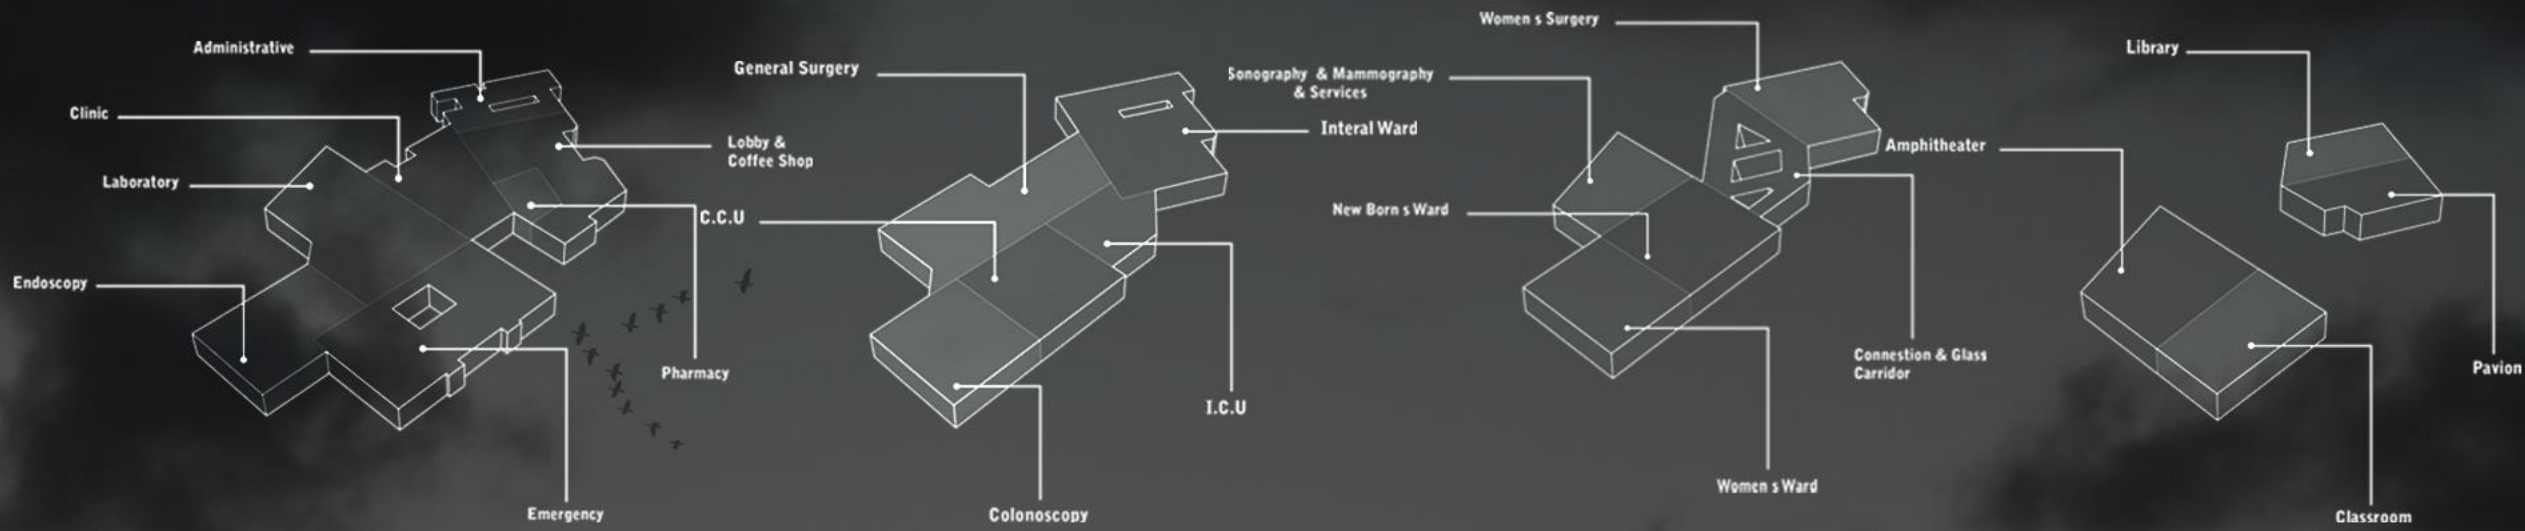 Administrative
Clinic
Laboratory
Endoscopy
Lobby &
Coffee Shop
Pharmacy
Emergency
General Surgery
C.C.U
Interal Ward
I.C.U
Colonoscopy
Women s Surgery
Sonography & Mammography
& Services
New Born s Ward
Connestion & Glass
Carridor
Women s Ward
Amphitheater
Library
Pavion
Classroom